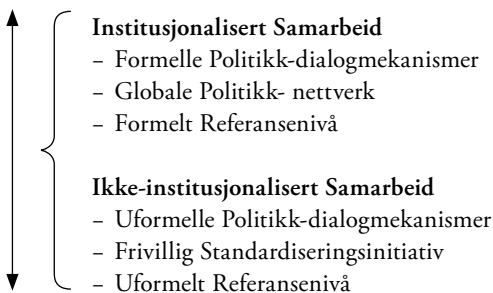 Institusjonalisert Samarbeid
– Formelle Politikk-dialogmekanismer
– Globale Politikk- nettverk
– Formelt Referansenivå
Ikke-institusjonalisert Samarbeid
– Uformelle Politikk-dialogmekanismer
– Frivillig Standardiseringsinitiativ
– Uformelt Referansenivå